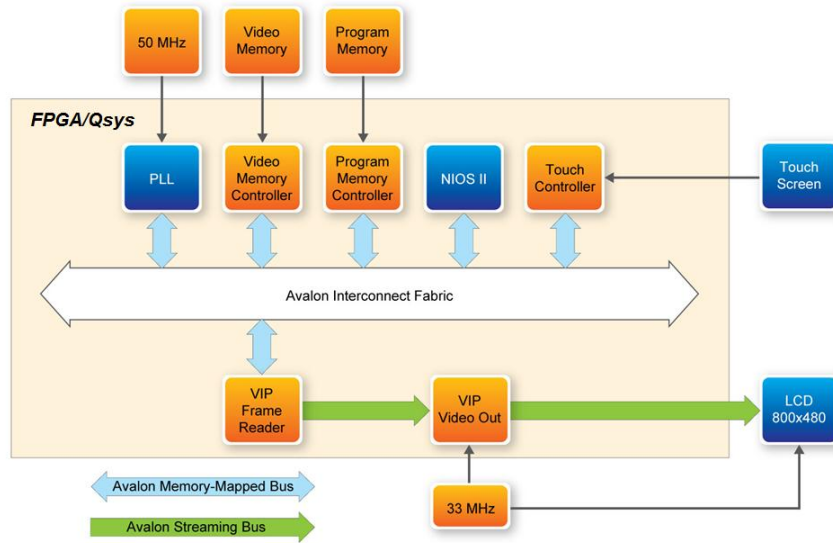 50 MHz
Video
Memory
Program
Memory
FPGA/Qsys
PLL
Video
Memory
Controller
Program
Memory
Controller
NIOS II
Touch
Controller
Touch
Screen
Avalon Interconnect Fabric
VIP
Frame
Reader
VIP
Video Out
LCD
800x480
Avalon Memory-Mapped Bus
33 MHz
Avalon Streaming Bus